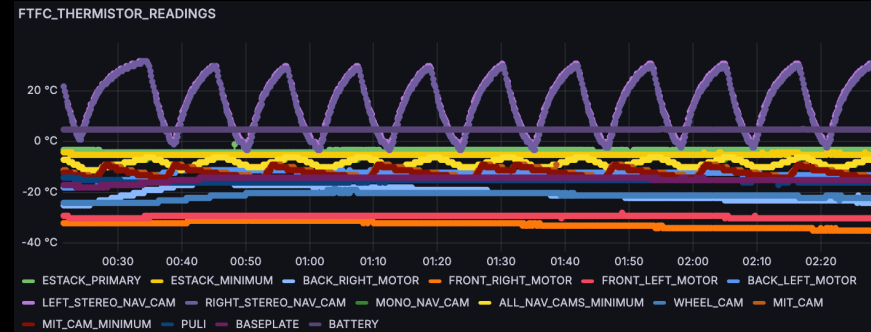 FTFC_THERMISTOR_READINGS
20 °C
0 °C
-20 °C
-40 °C
00:30 00:40 00:50 01:00 01:10 01:20 01:30 01:40 01:50 02:00 02:10 02:20
ESTACK_PRIMARY ESTACK_MINIMUM BACK_RIGHT_MOTOR FRONT_RIGHT_MOTOR FRONT_LEFT_MOTOR BACK_LEFT_MOTOR
LEFT_STEREO_NAV_CAM RIGHT_STEREO_NAV_CAM MONO_NAV_CAM ALL_NAV_CAMS_MINIMUM WHEEL_CAM MIT_CAM
MIT_CAM_MINIMUM PULI BASEPLATE BATTERY